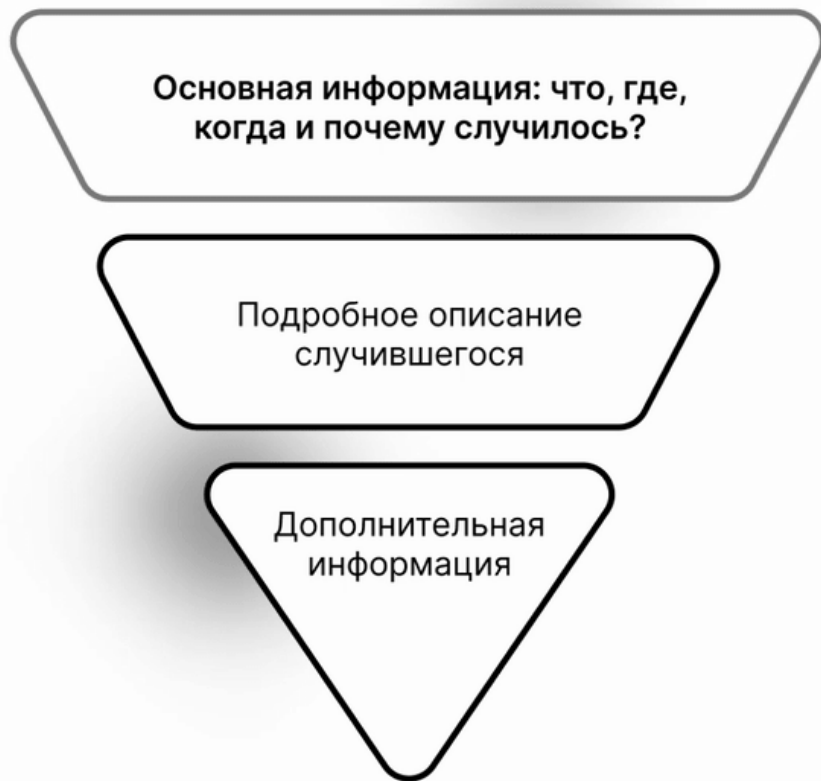 Основная информация: что, где,
когда и почему случилось?
Подробное описание
случившегося
Дополнительная
информация